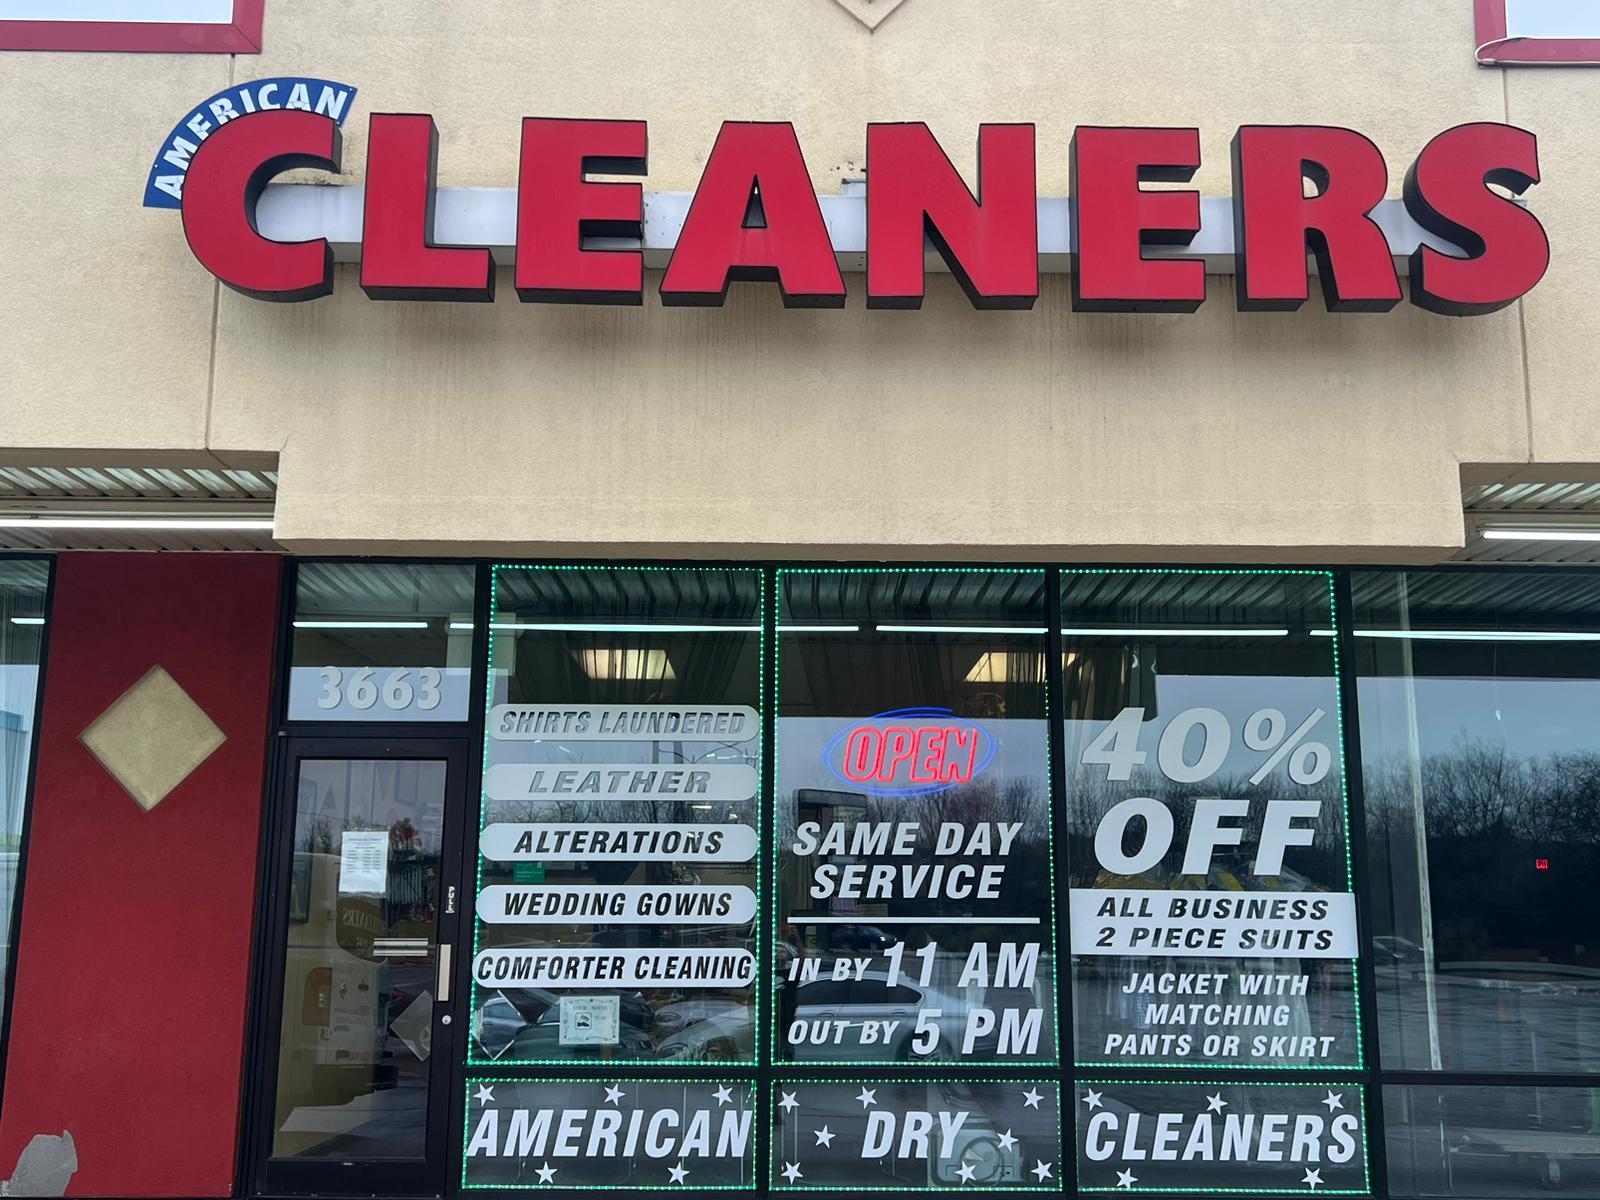 AMERICAN
CLEANERS
3663
SHIRTS LAUNDERED
LEATHER
ALTERATIONS
WEDDING GOWNS
COMFORTER CLEANING
OPEN
SAME DAY
SERVICE
IN BY 11 AM
OUT BY 5 PM
40%
OFF
ALL BUSINESS
2 PIECE SUITS
JACKET WITH
MATCHING
PANTS OR SKIRT
PULL
AMERICAN
DRY
CLEANERS